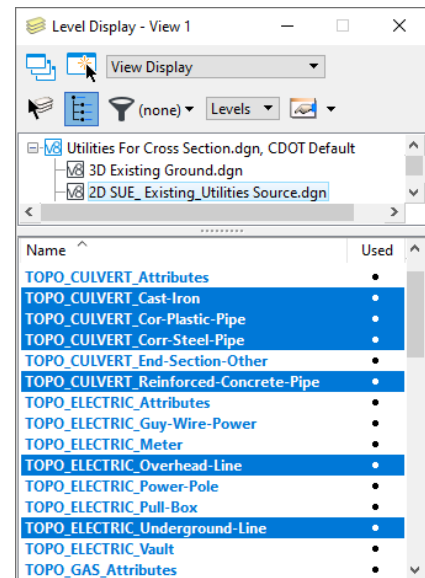 Level Display - View 1
View Display
(none) Levels
Utilities For Cross Section.dgn, CDOT Default
3D Existing Ground.dgn
2D SUE_ Existing_Utilities Source.dgn
Name Used
TOPO_CULVERT_Attributes
TOPO_CULVERT_Cast-Iron
TOPO_CULVERT_Cor-Plastic-Pipe
TOPO_CULVERT_Corr-Steel-Pipe
TOPO_CULVERT_End-Section-Other
TOPO_CULVERT_Reinforced-Concrete-Pipe
TOPO_ELECTRIC_Attributes
TOPO_ELECTRIC_Guy-Wire-Power
TOPO_ELECTRIC_Meter
TOPO_ELECTRIC_Overhead-Line
TOPO_ELECTRIC_Power-Pole
TOPO_ELECTRIC_Pull-Box
TOPO_ELECTRIC_Underground-Line
TOPO_ELECTRIC_Vault
TOPO_GAS_Attributes